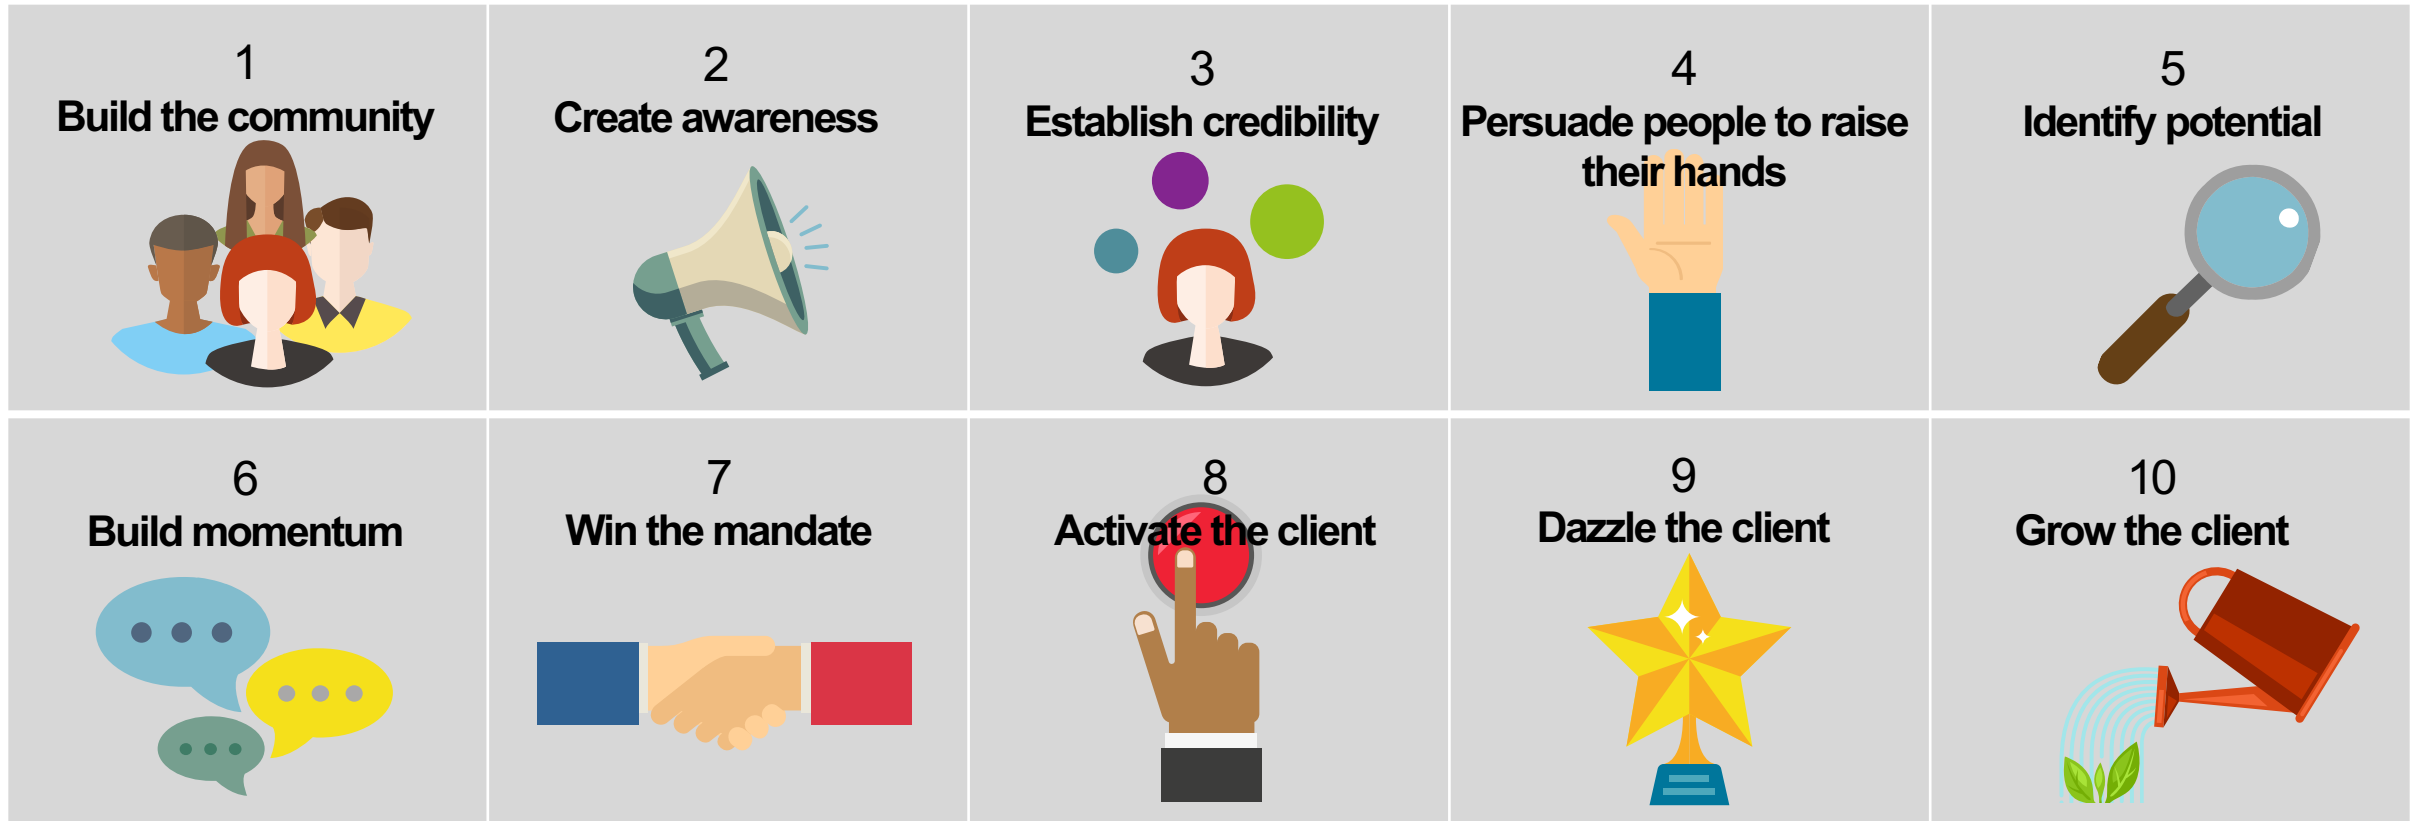 1
Build the community
2
Create awareness
3
Establish credibility
4
Persuade people to raise
their hands
5
Identify potential
6
Build momentum
7
Win the mandate
8
Activate the client
9
Dazzle the client
10
Grow the client